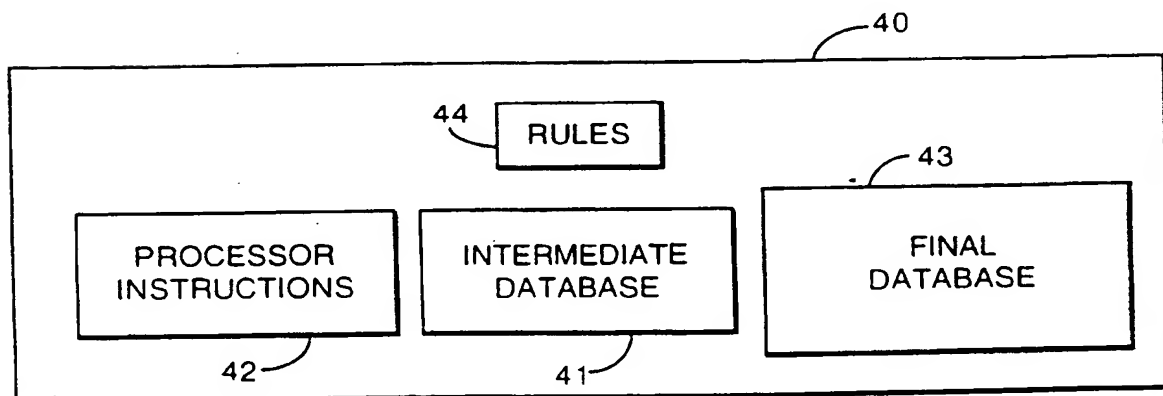 40
44
RULES
43
PROCESSOR
INSTRUCTIONS
INTERMEDIATE
DATABASE
FINAL
DATABASE
42
41